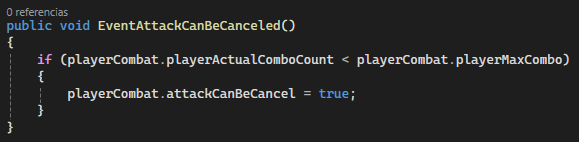 0 referencias
public void EventAttackCanBeCanceled()
{
if (playerCombat.playerActualComboCount < playerCombat.playerMaxCombo)
{
playerCombat.attackCanBeCancel = true;
}
}